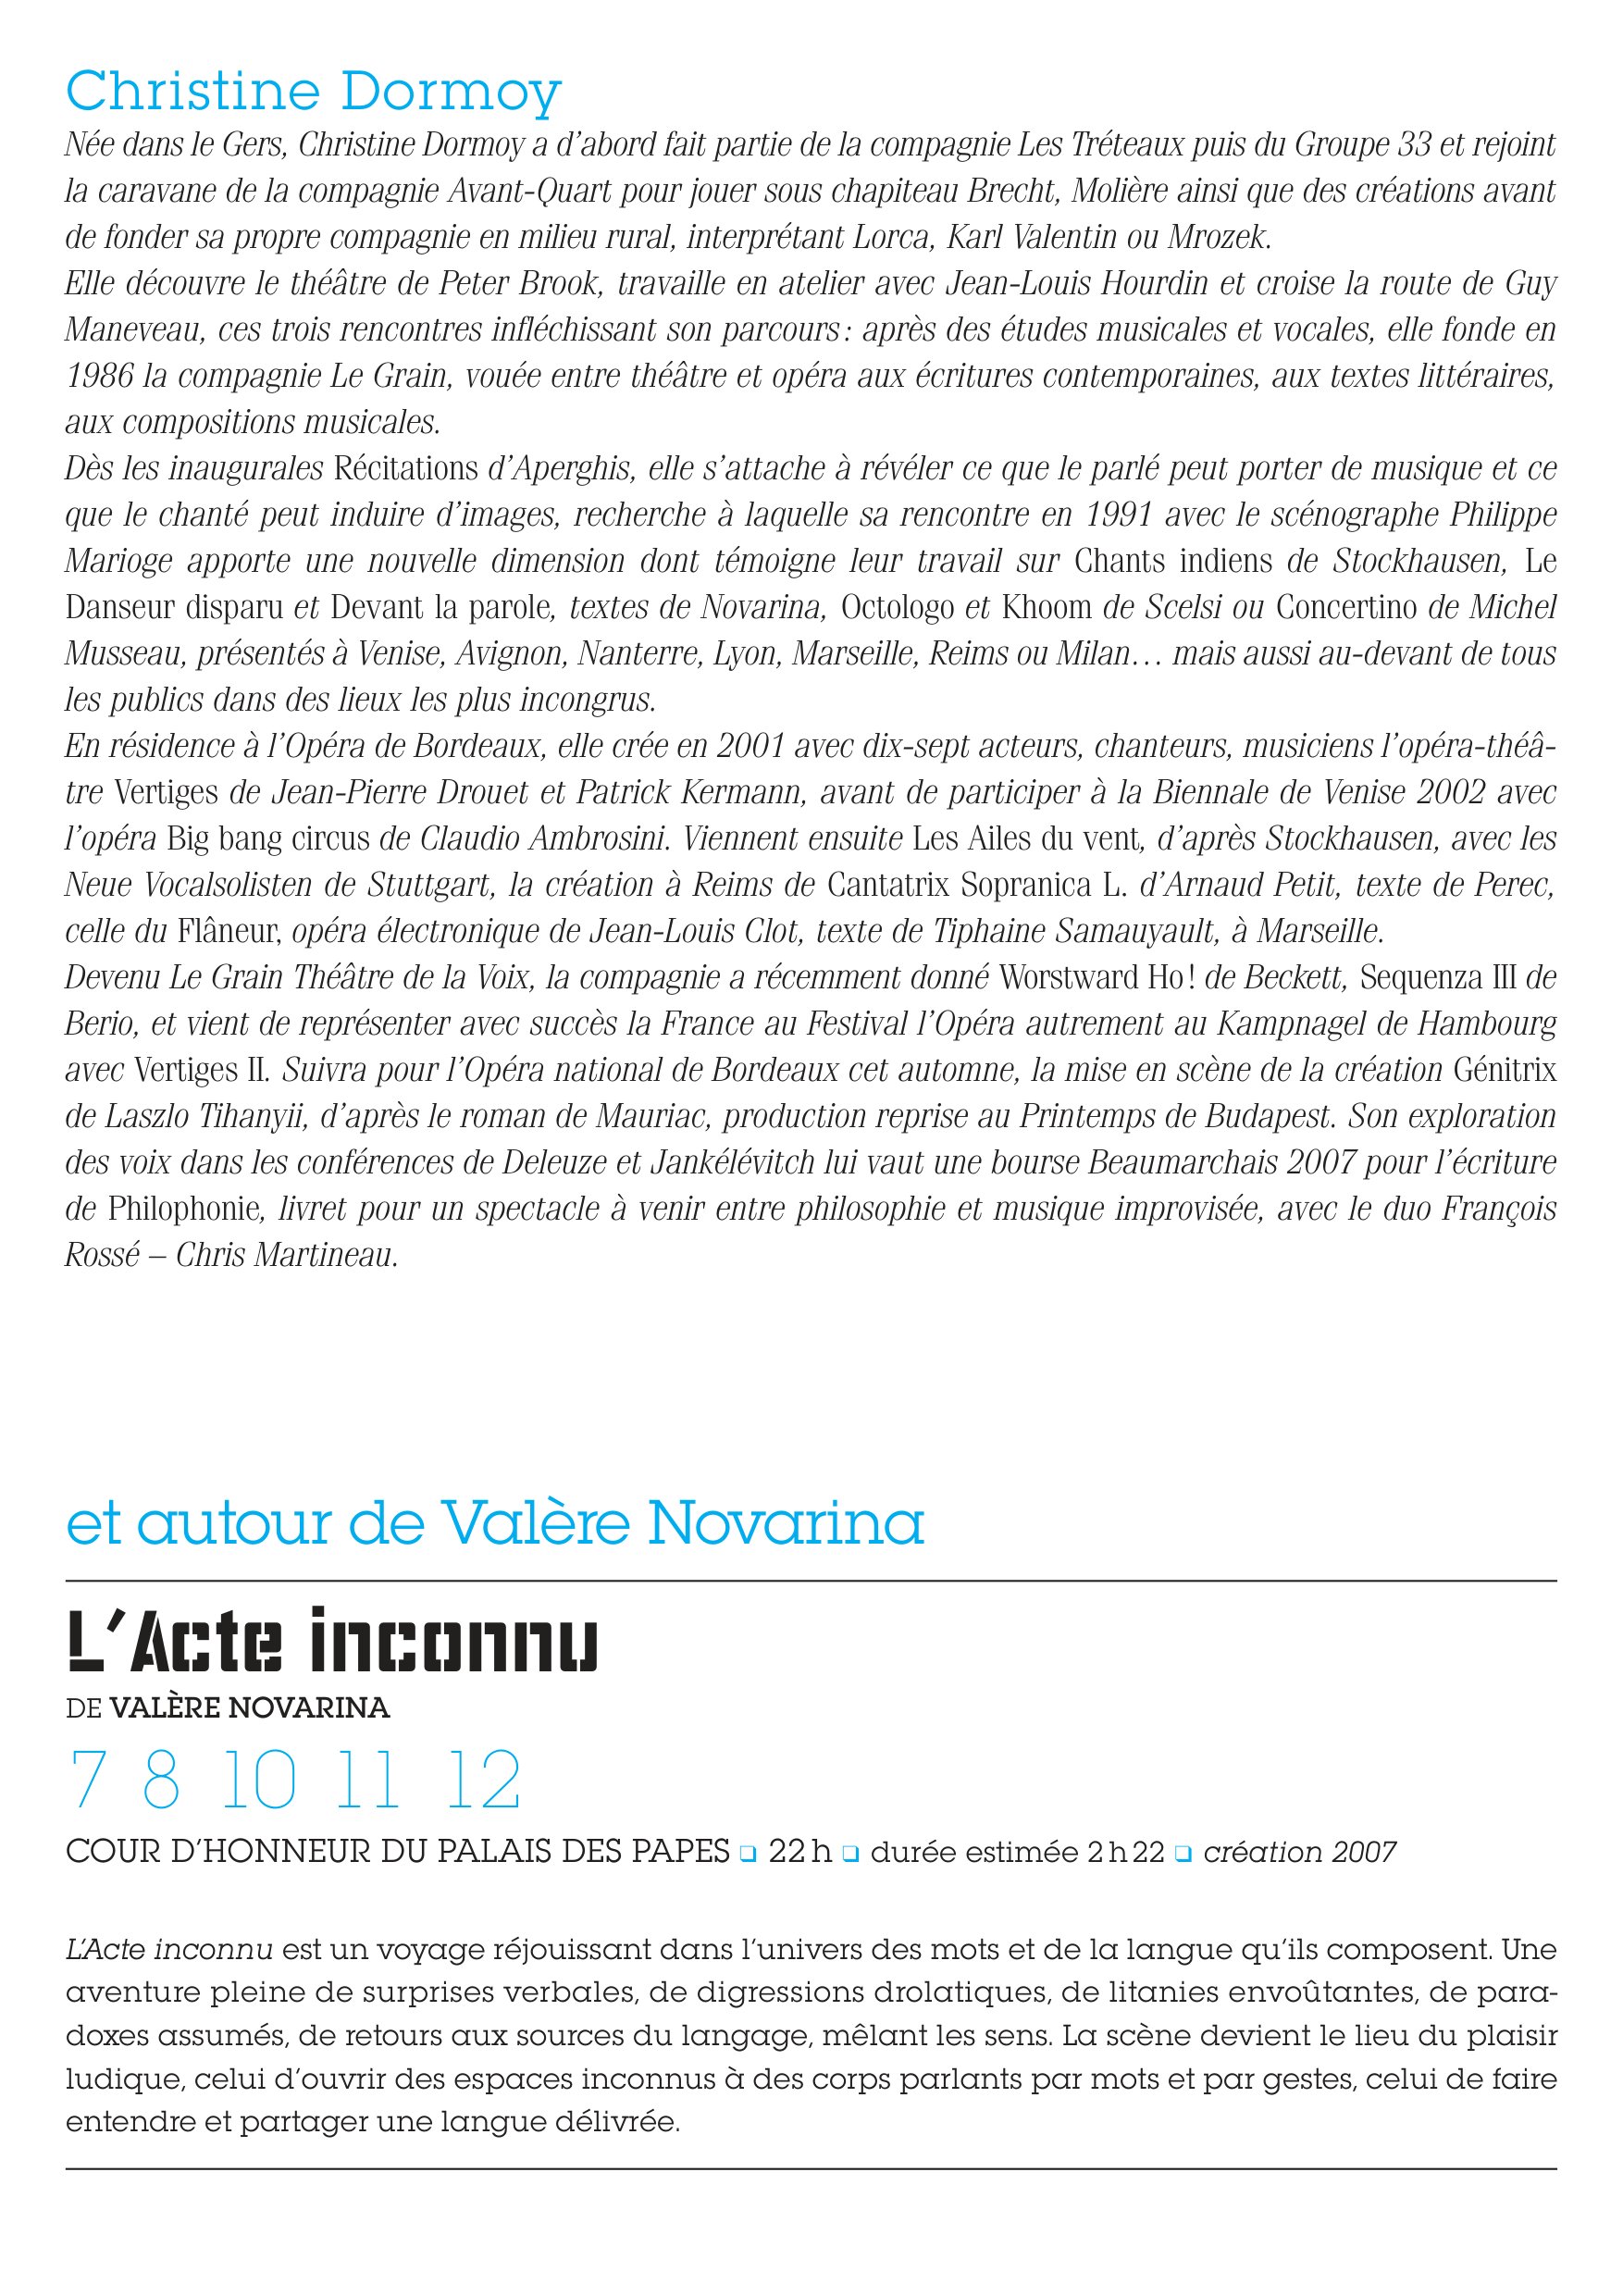 Christine Dormoy
Née dans le Gers, Christine Dormoy a d’abord fait partie de la compagnie Les Tréteaux puis du Groupe 33 et rejoint
la caravane de la compagnie Avant-Quart pour jouer sous chapiteau Brecht, Molière ainsi que des créations avant
de fonder sa propre compagnie en milieu rural, interprétant Lorca, Karl Valentin ou Mrozek.
Elle découvre le théâtre de Peter Brook, travaille en atelier avec Jean-Louis Hourdin et croise la route de Guy
Maneveau, ces trois rencontres infléchissant son parcours : après des études musicales et vocales, elle fonde en
1986 la compagnie Le Grain, vouée entre théâtre et opéra aux écritures contemporaines, aux textes littéraires,
aux compositions musicales.
Dès les inaugurales Récitations d’Aperghis, elle s’attache à révéler ce que le parlé peut porter de musique et ce
que le chanté peut induire d’images, recherche à laquelle sa rencontre en 1991 avec le scénographe Philippe
Marioge apporte une nouvelle dimension dont témoigne leur travail sur Chants indiens de Stockhausen, Le
Danseur disparu et Devant la parole, textes de Novarina, Octologo et Khoom de Scelsi ou Concertino de Michel
Musseau, présentés à Venise, Avignon, Nanterre, Lyon, Marseille, Reims ou Milan… mais aussi au-devant de tous
les publics dans des lieux les plus incongrus.
En résidence à l’Opéra de Bordeaux, elle crée en 2001 avec dix-sept acteurs, chanteurs, musiciens l’opéra-théâ-
tre Vertiges de Jean-Pierre Drouet et Patrick Kermann, avant de participer à la Biennale de Venise 2002 avec
l’opéra Big bang circus de Claudio Ambrosini. Viennent ensuite Les Ailes du vent, d’après Stockhausen, avec les
Neue Vocalsolisten de Stuttgart, la création à Reims de Cantatrix Sopranica L. d’Arnaud Petit, texte de Perec,
celle du Flâneur, opéra électronique de Jean-Louis Clot, texte de Tiphaine Samauyault, à Marseille.
Devenu Le Grain Théâtre de la Voix, la compagnie a récemment donné Worstward Ho ! de Beckett, Sequenza III de
Berio, et vient de représenter avec succès la France au Festival l’Opéra autrement au Kampnagel de Hambourg
avec Vertiges II. Suivra pour l’Opéra national de Bordeaux cet automne, la mise en scène de la création Génitrix
de Laszlo Tihanyii, d’après le roman de Mauriac, production reprise au Printemps de Budapest. Son exploration
des voix dans les conférences de Deleuze et Jankélévitch lui vaut une bourse Beaumarchais 2007 pour l’écriture
de Philophonie, livret pour un spectacle à venir entre philosophie et musique improvisée, avec le duo François
Rossé – Chris Martineau.
et autour de Valère Novarina
L’Acte inconnu
DE VALÈRE NOVARINA
7 8 10 11 12
COUR D’HONNEUR DU PALAIS DES PAPES ❏ 22 h ❏ durée estimée 2 h 22 ❏ création 2007
L’Acte inconnu est un voyage réjouissant dans l’univers des mots et de la langue qu’ils composent. Une
aventure pleine de surprises verbales, de digressions drolatiques, de litanies envoûtantes, de para-
doxes assumés, de retours aux sources du langage, mêlant les sens. La scène devient le lieu du plaisir
ludique, celui d’ouvrir des espaces inconnus à des corps parlants par mots et par gestes, celui de faire
entendre et partager une langue délivrée.